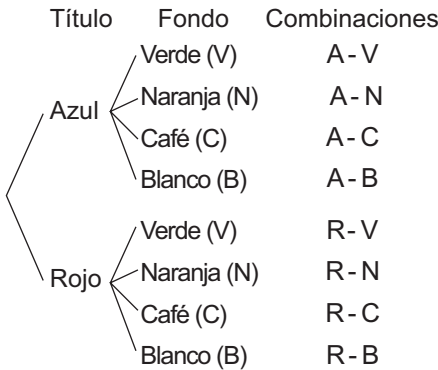 Título Fondo Combinaciones
Verde (V) A - V
Naranja (N) A - N
Azul
Café (C) A - C
Blanco (B) A - B
Verde (V) R - V
Naranja (N) R - N
Rojo
Café (C) R - C
Blanco (B) R - B